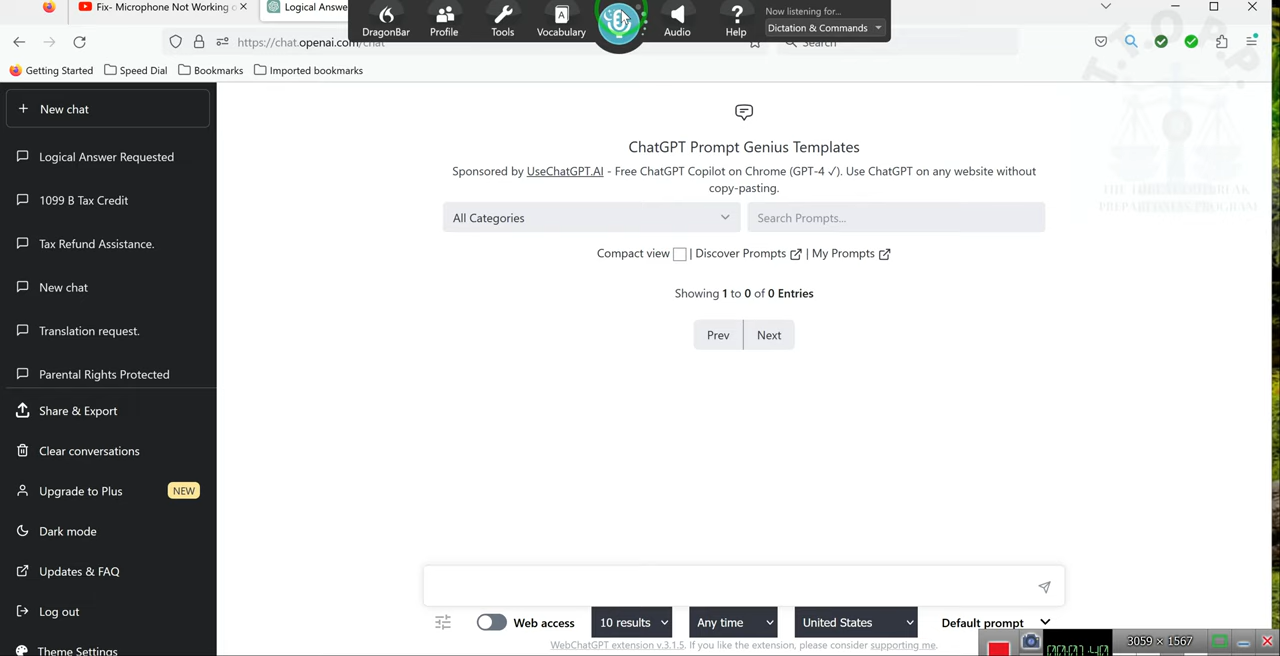 Fix- Microphone Not Working o
Logical Answe
DragonBar
Profile
Tools
Vocabulary
Audio
Help
Now listening for...
Dictation & Commands
https://chat.openai.com/chat
Search
Getting Started
Speed Dial
Bookmarks
Imported bookmarks
T.T.O.P.P.
New chat
Logical Answer Requested
1099 B Tax Credit
Tax Refund Assistance.
New chat
Translation request.
Parental Rights Protected
Share & Export
Clear conversations
Upgrade to Plus
NEW
Dark mode
Updates & FAQ
Log out
Theme Settings
ChatGPT Prompt Genius Templates
Sponsored by UseChatGPT.AI - Free ChatGPT Copilot on Chrome (GPT-4 ✓). Use ChatGPT on any website without
copy-pasting.
All Categories
Search Prompts...
Compact view | Discover Prompts | My Prompts
Showing 1 to 0 of 0 Entries
Prev
Next
Web access
10 results
Any time
United States
Default prompt
WebChatGPT extension v.3.1.5. If you like the extension, please consider supporting me.
3059 × 1567